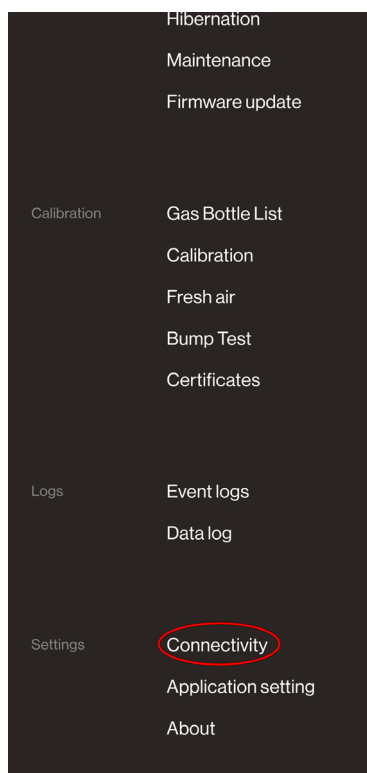 Hibernation
Maintenance
Firmware update
Calibration Gas Bottle List
Calibration
Fresh air
Bump Test
Certificates
Logs Event logs
Data log
Settings Connectivity
Application setting
About